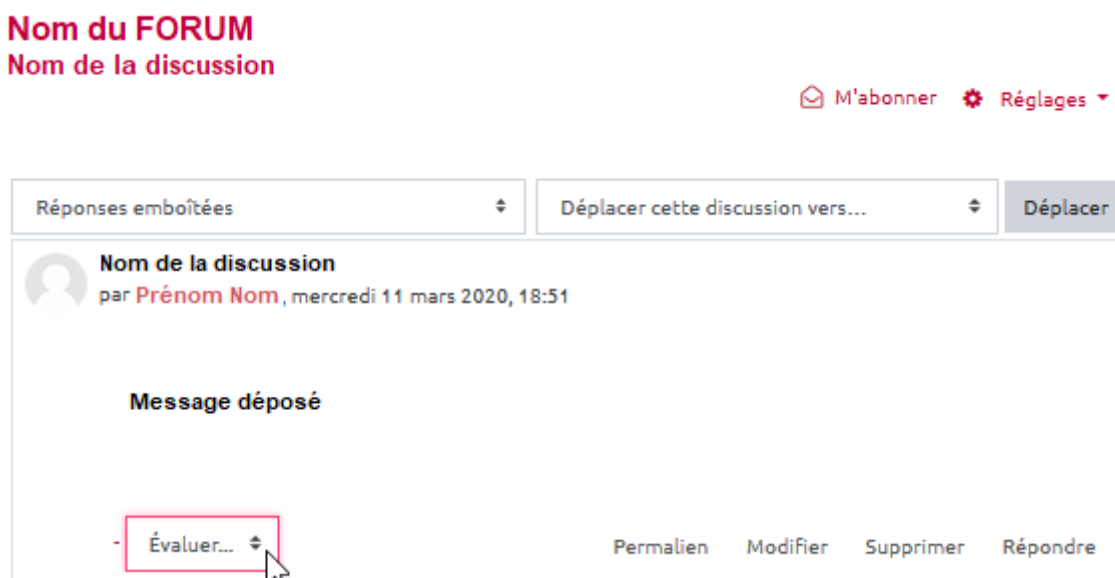 Nom du FORUM
Nom de la discussion
M'abonner Réglages
Réponses emboîtées Déplacer cette discussion vers... Déplacer
Nom de la discussion
par Prénom Nom, mercredi 11 mars 2020, 18:51
Message déposé
- Évaluer... Permalien Modifier Supprimer Répondre